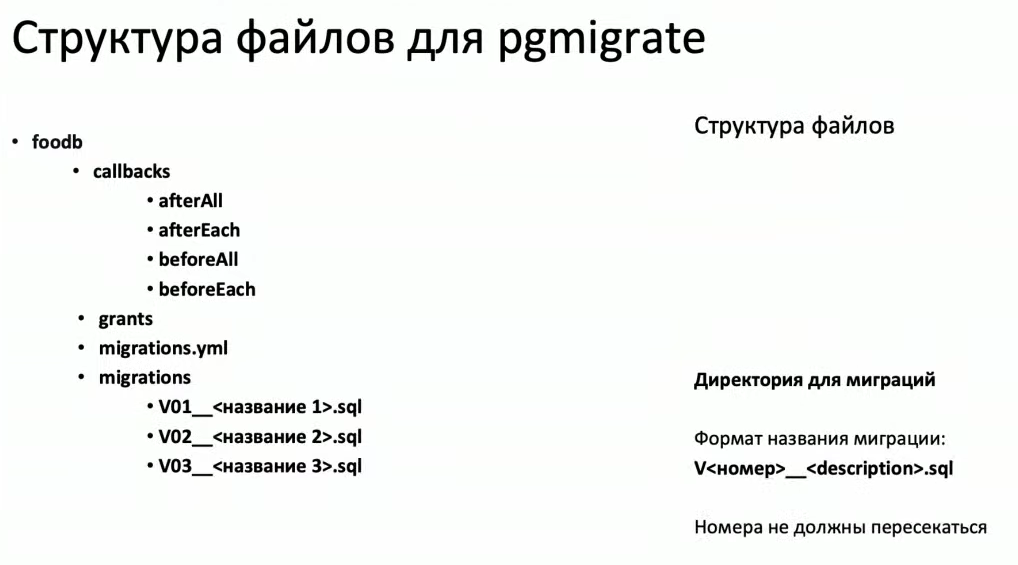 Структура файлов для pgmigrate
• foodb
• callbacks
• afterAll
• afterEach
• beforeAll
• beforeEach
• grants
• migrations.yml
• migrations
• V01__<название 1>.sql
• V02__<название 2>.sql
• V03__<название 3>.sql
Структура файлов
Директория для миграций
Формат названия миграции:
V<номер>__<description>.sql
Номера не должны пересекаться